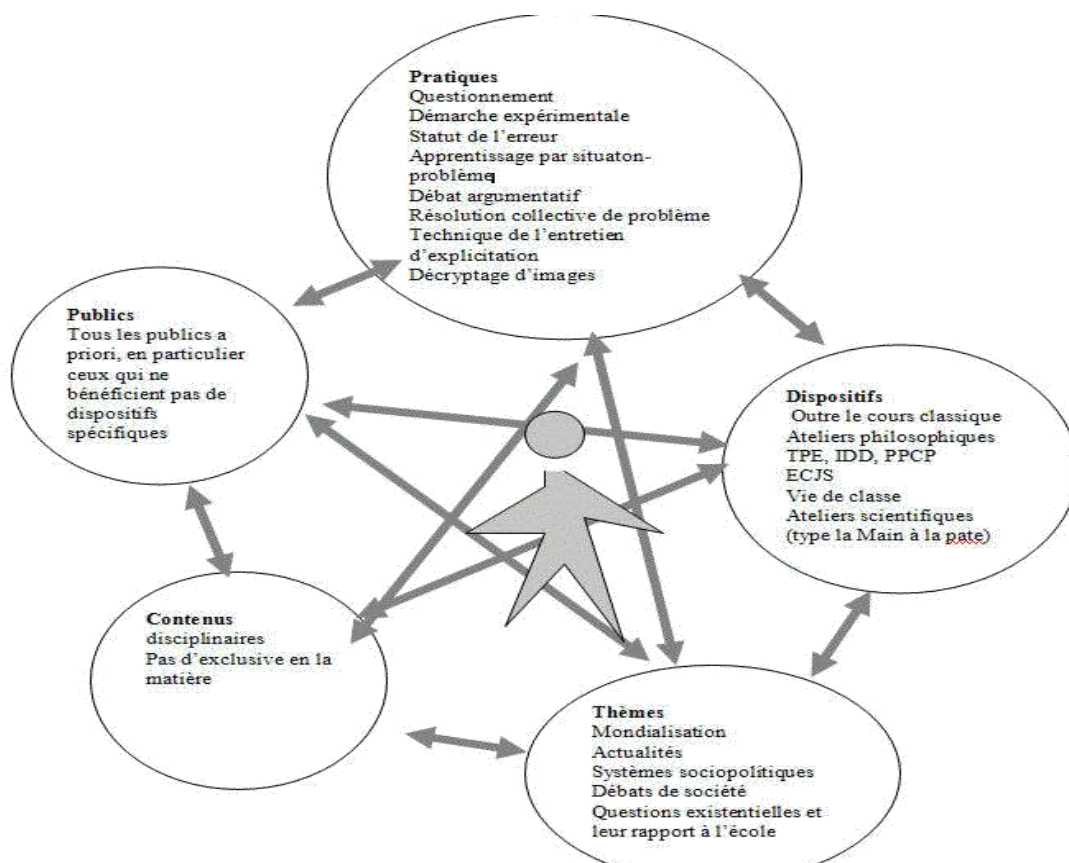 Pratiques
Questionnement
Démarche expérimentale
Statut de l'erreur
Apprentissage par situaton-
problème
Débat argumentatif
Résolution collective de problème
Technique de l'entretien
d'explicitation
Décryptage d'images
Publics
Tous les publics a
priori, en particulier
ceux qui ne
bénéficient pas de
dispositifs
spécifiques
Dispositifs
Outre le cours classique
Ateliers philosophiques
TPE, IDD, PPCP
ECJS
Vie de classe
Ateliers scientifiques
(type la Main à la pate)
Contenus
disciplinaires
Pas d'exclusive en la
matière
Thèmes
Mondialisation
Actualités
Systèmes sociopolitiques
Débats de société
Questions existentielles et
leur rapport à l'école